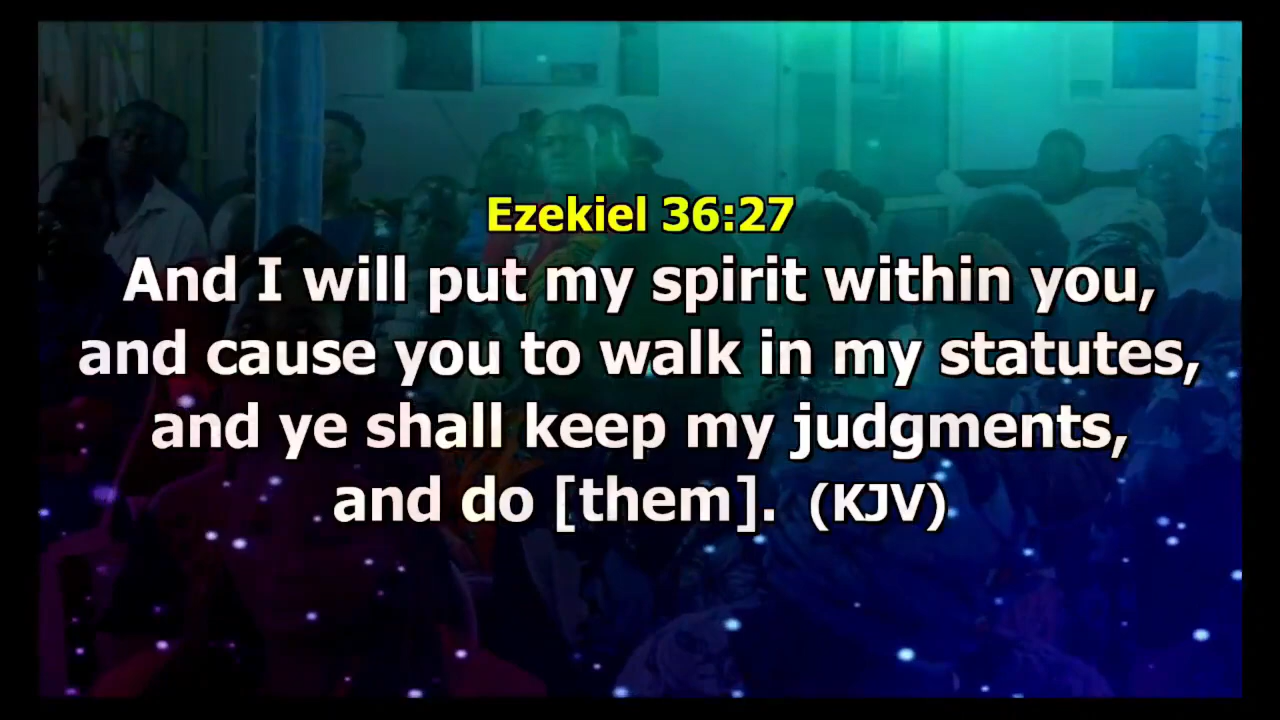 Ezekiel 36:27
And I will put my spirit within you,
and cause you to walk in my statutes,
and ye shall keep my judgments,
and do [them]. (KJV)